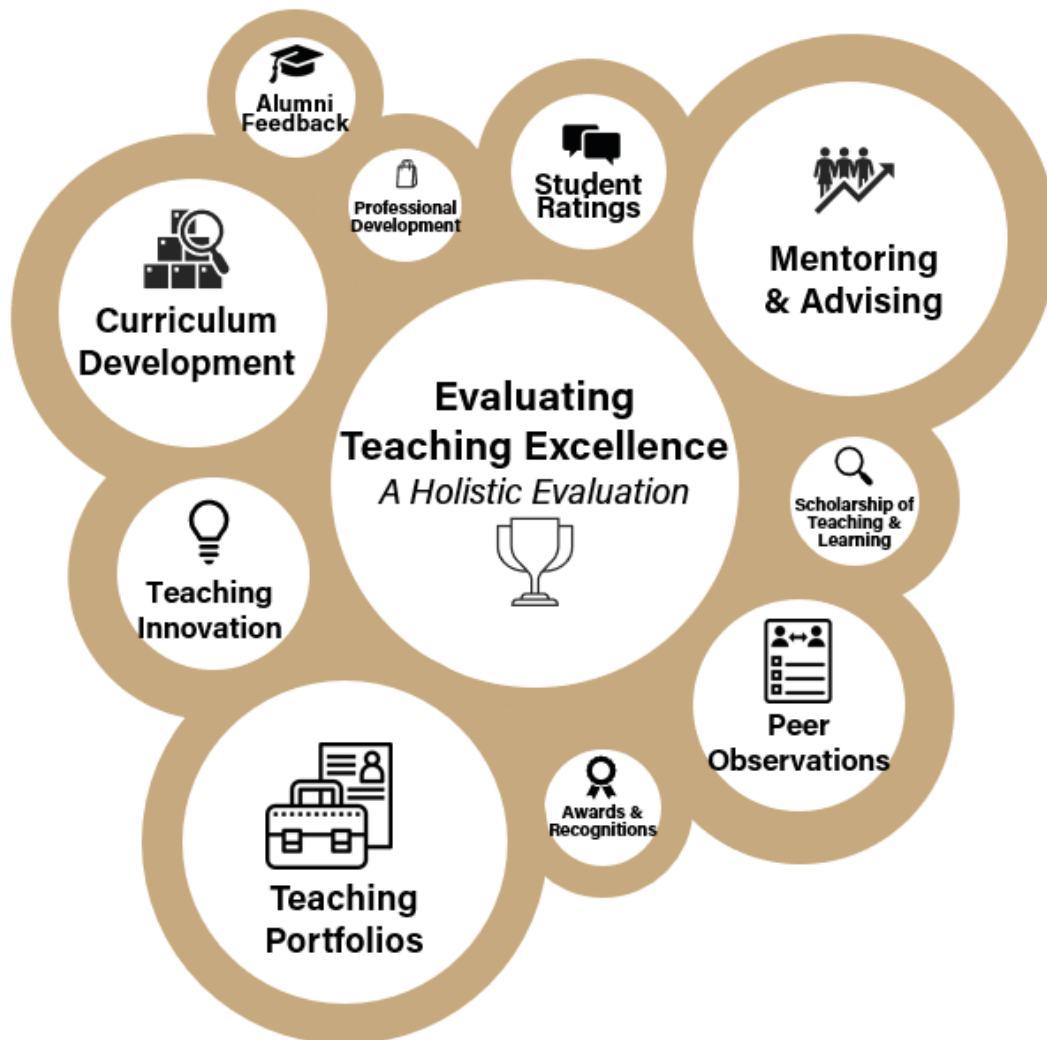 Alumni
Feedback
Professional
Development
Student
Ratings
Mentoring
& Advising
Curriculum
Development
Evaluating
Teaching Excellence
A Holistic Evaluation
Scholarship of
Teaching &
Learning
Teaching
Innovation
Peer
Observations
Awards &
Recognitions
Teaching
Portfolios